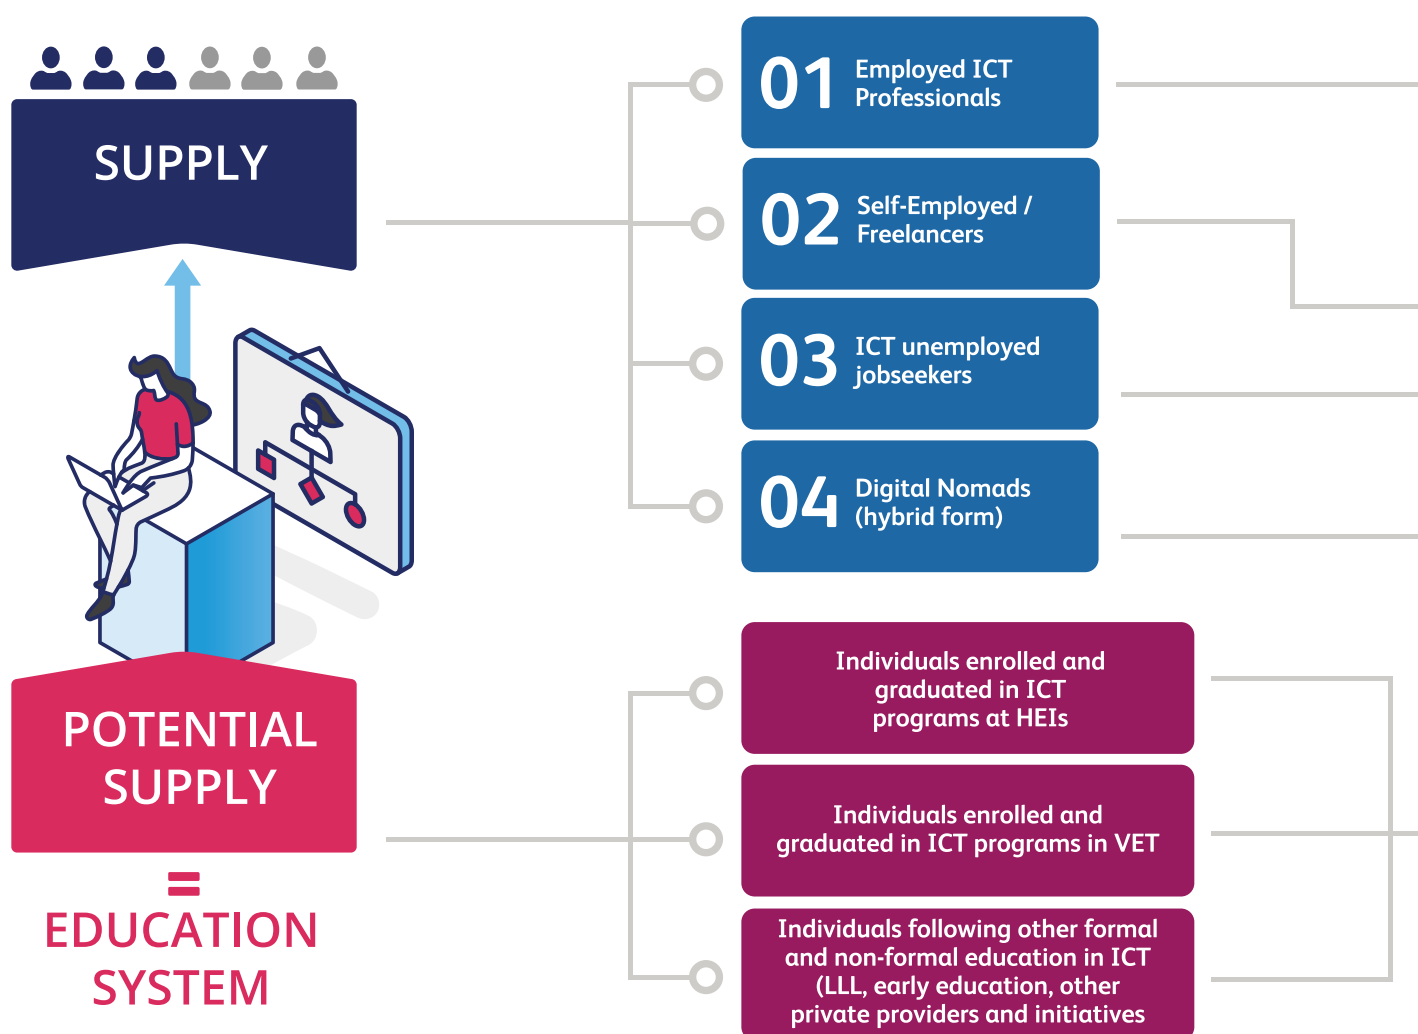 SUPPLY
01 Employed ICT
Professionals
02 Self-Employed /
Freelancers
03 ICT unemployed
jobseekers
04 Digital Nomads
(hybrid form)
POTENTIAL
SUPPLY
=
EDUCATION
SYSTEM
Individuals enrolled and
graduated in ICT
programs at HEIs
Individuals enrolled and
graduated in ICT programs in VET
Individuals following other formal
and non-formal education in ICT
(LLL, early education, other
private providers and initiatives